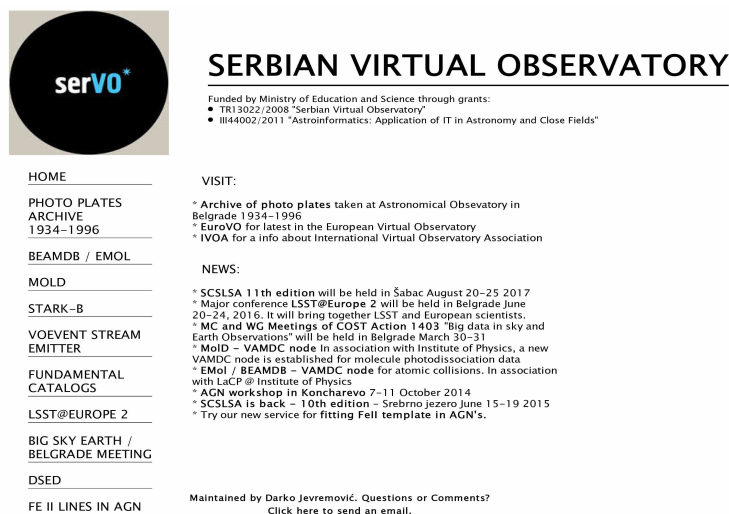 serVO*
SERBIAN VIRTUAL OBSERVATORY
Funded by Ministry of Education and Science through grants:
● TR13022/2008 "Serbian Virtual Observatory"
● III44002/2011 "Astroinformatics: Application of IT in Astronomy and Close Fields"
HOME
PHOTO PLATES
ARCHIVE
1934-1996
BEAMDB / EMOL
MOLD
STARK-B
VOEVENT STREAM
EMITTER
FUNDAMENTAL
CATALOGS
LSST@EUROPE 2
BIG SKY EARTH /
BELGRADE MEETING
DSED
FE II LINES IN AGN
VISIT:
* Archive of photo plates taken at Astronomical Obsevatory in
Belgrade 1934-1996
* EuroVO for latest in the European Virtual Observatory
* IVOA for a info about International Virtual Observatory Association
NEWS:
* SCSLSA 11th edition will be held in Šabac August 20-25 2017
* Major conference LSST@Europe 2 will be held in Belgrade June
20-24, 2016. It will bring together LSST and European scientists.
* MC and WG Meetings of COST Action 1403 "Big data in sky and
Earth Observations" will be held in Belgrade March 30-31
* MolD - VAMDC node In association with Institute of Physics, a new
VAMDC node is established for molecule photodissociation data
* EMol / BEAMDB - VAMDC node for atomic collisions. In association
with LaCP @ Institute of Physics
* AGN workshop in Koncharevo 7-11 October 2014
* SCSLSA is back - 10th edition - Srebrno jezero June 15-19 2015
* Try our new service for fitting FeII template in AGN's.
Maintained by Darko Jevremović. Questions or Comments?
Click here to send an email.